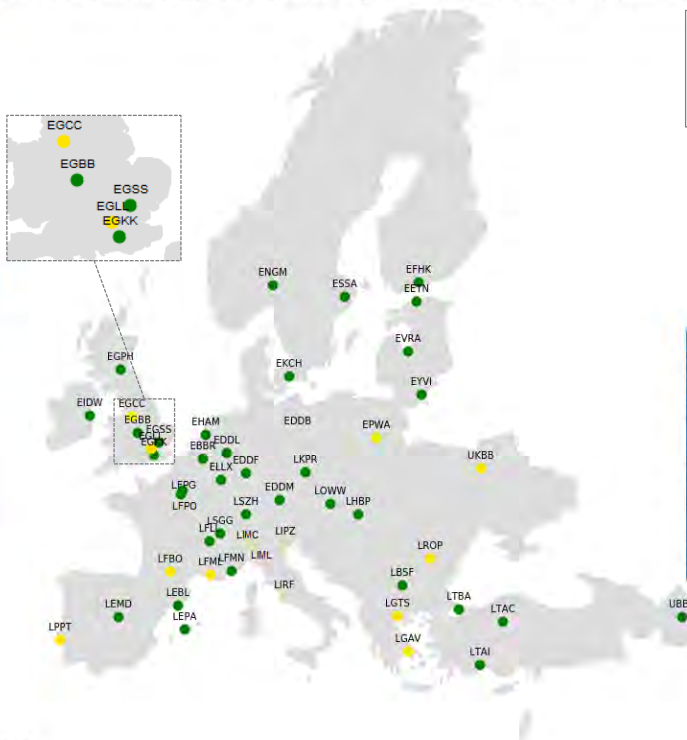 EGCC
EGBB
EGSS
EGLL
EGKK
ENGM
EFHK
ESSA
EETN
EVRA
EGPH
EKCH
EYVI
EIDW
EGCC
EGBB
EGSS
EGLL
EGKK
EHAM
EDDB
EPWA
EBBR
EDDL
EDDF
UKBB
LKPR
ELLX
LFPG
EDDM
LFPO
LOWW
LSZH
LHBP
LSGG
LFLL
LIMC
LIPZ
LROP
LFBO
LFML
LFMN
LIML
LBSF
LIRF
LEMD
LEBL
LTBA
LGTS
LTAC
UBB
LEPA
LPPT
LGAV
LTAI